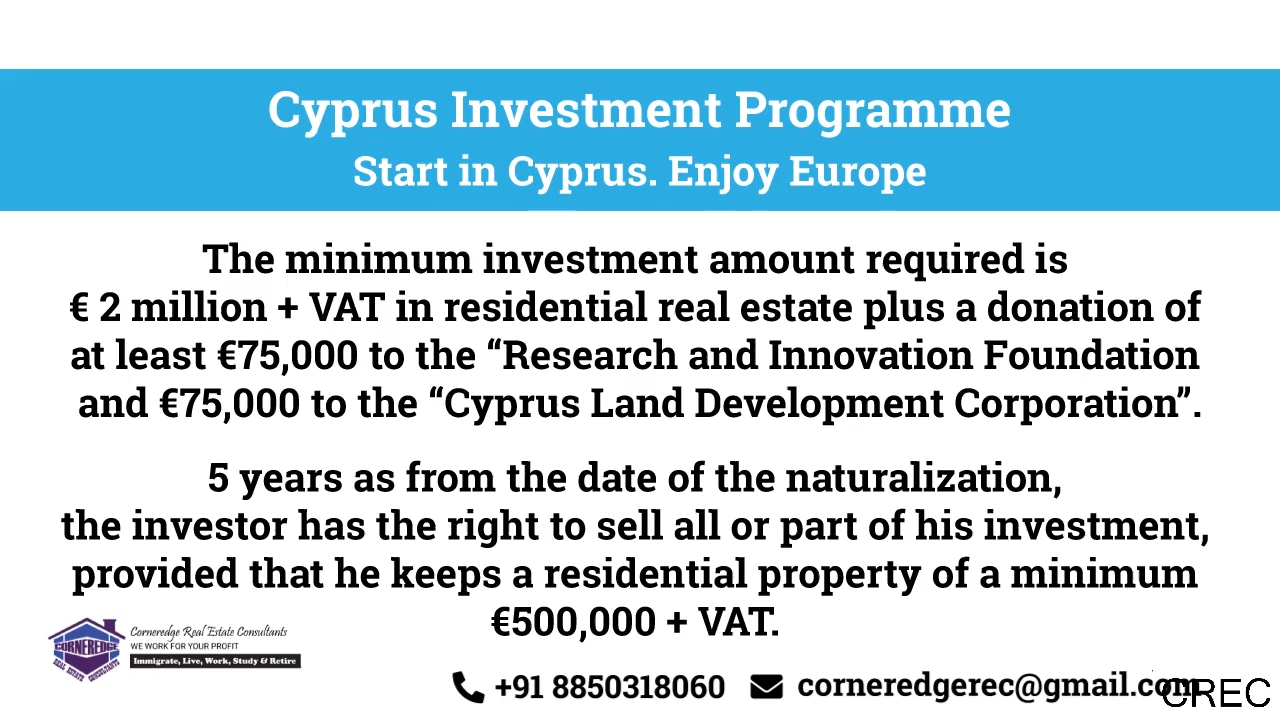 Cyprus Investment Programme
Start in Cyprus. Enjoy Europe
The minimum investment amount required is
€ 2 million + VAT in residential real estate plus a donation of
at least €75,000 to the “Research and Innovation Foundation
and €75,000 to the “Cyprus Land Development Corporation”.
5 years as from the date of the naturalization,
the investor has the right to sell all or part of his investment,
provided that he keeps a residential property of a minimum
€500,000 + VAT.
CORNEREDGE
REAL ESTATE CONSULTANTS
Corneredge Real Estate Consultants
WE WORK FOR YOUR PROFIT
Immigrate, Live, Work, Study & Retire
+91 8850318060
corneredgerec@gmail.com
CREC